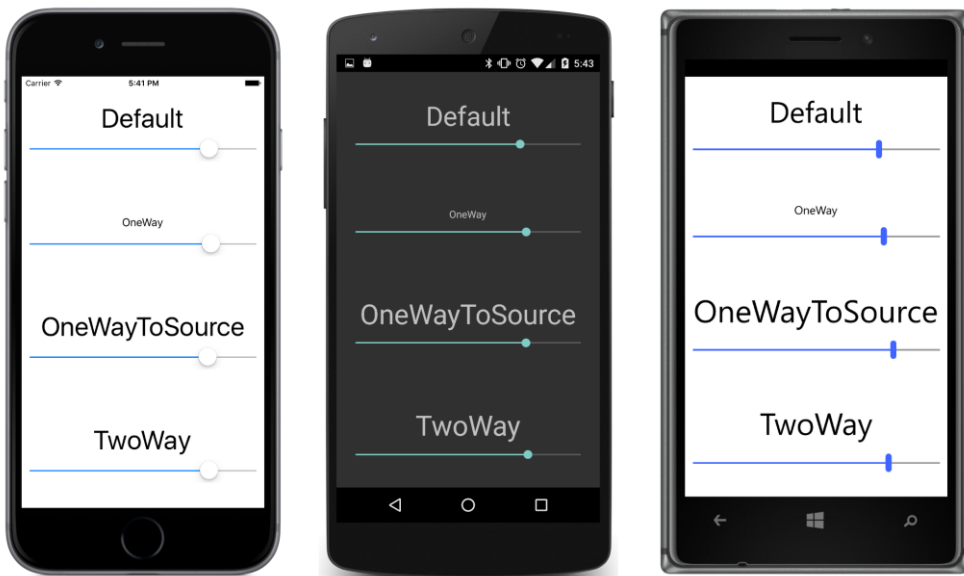 Carrier 5:41 PM
Default
OneWay
OneWayToSource
TwoWay
5:43
Default
OneWay
OneWayToSource
TwoWay
Default
OneWay
OneWayToSource
TwoWay